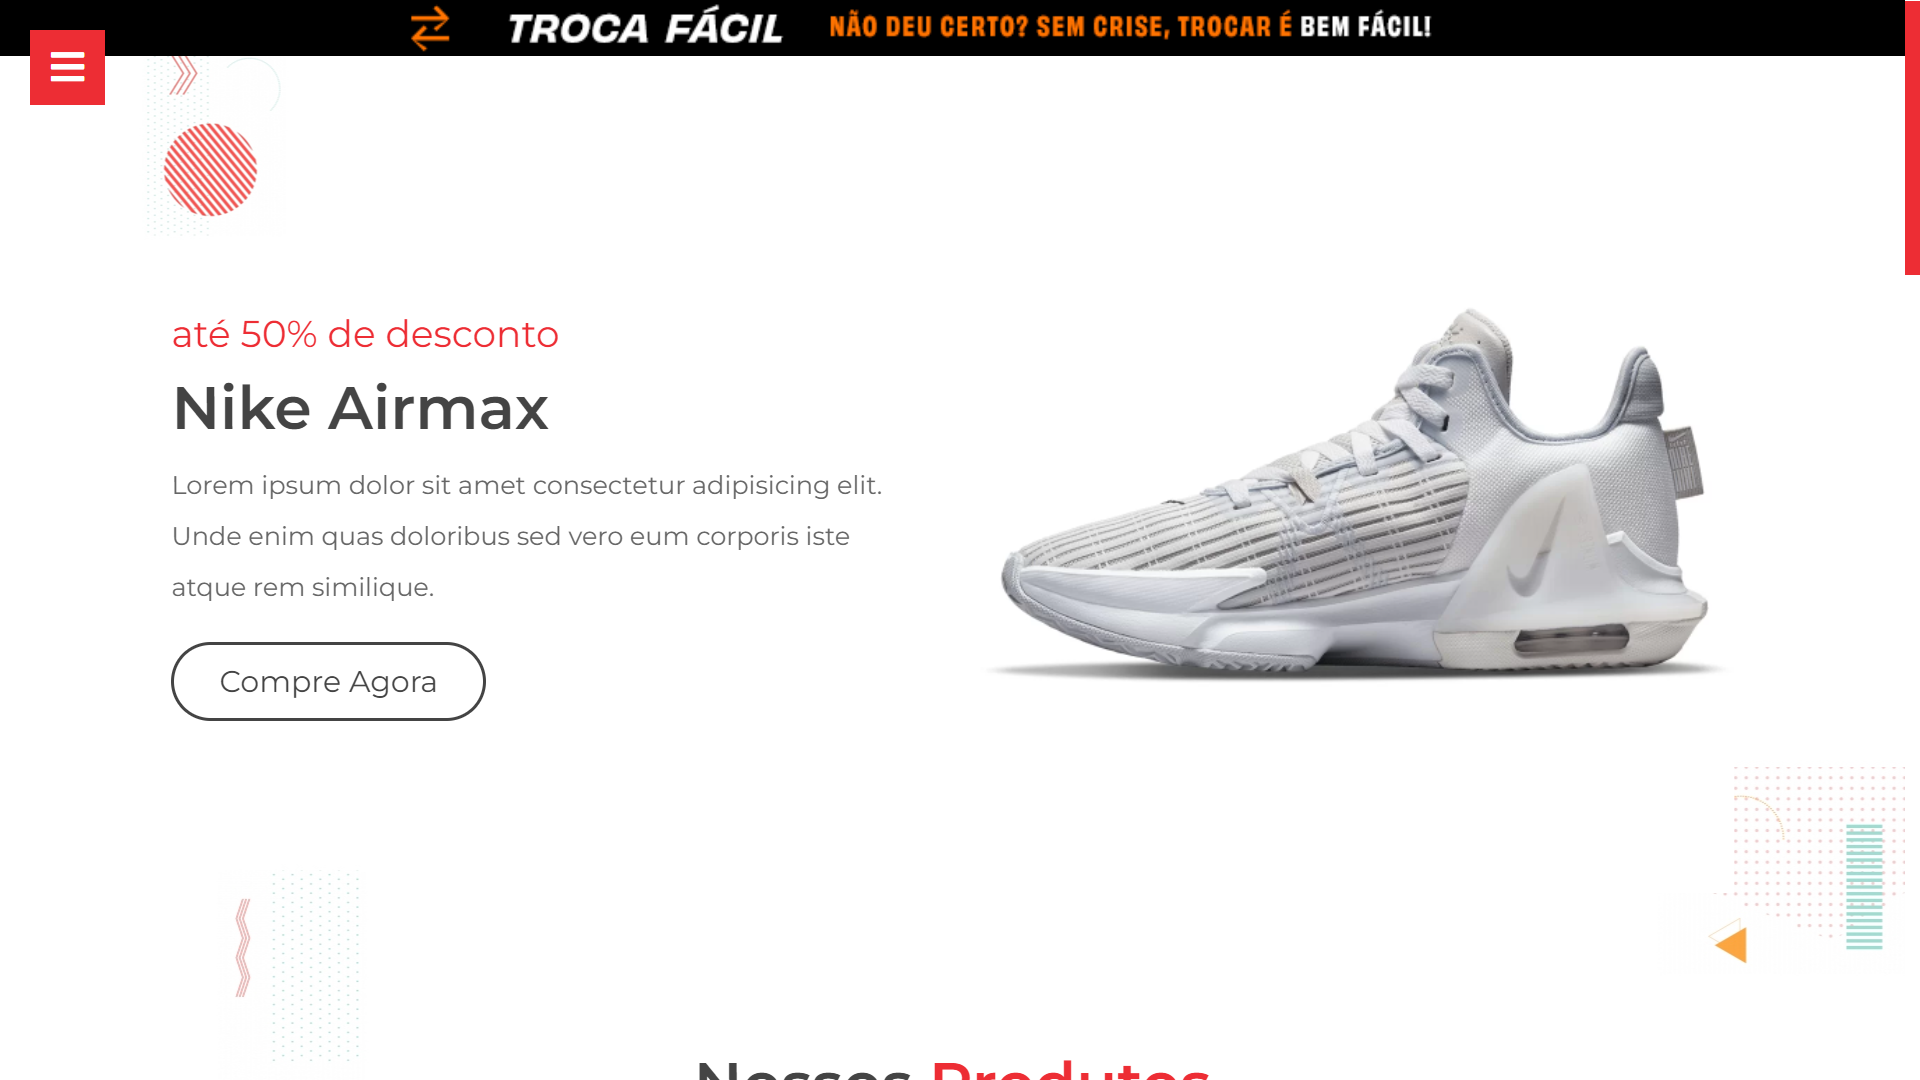 TROCA FÁCIL NÃO DEU CERTO? SEM CRISE, TROCAR É BEM FÁCIL!
até 50% de desconto
Nike Airmax
Lorem ipsum dolor sit amet consectetur adipisicing elit.
Unde enim quas doloribus sed vero eum corporis iste
atque rem similique.
Compre Agora
Nossos Produtos